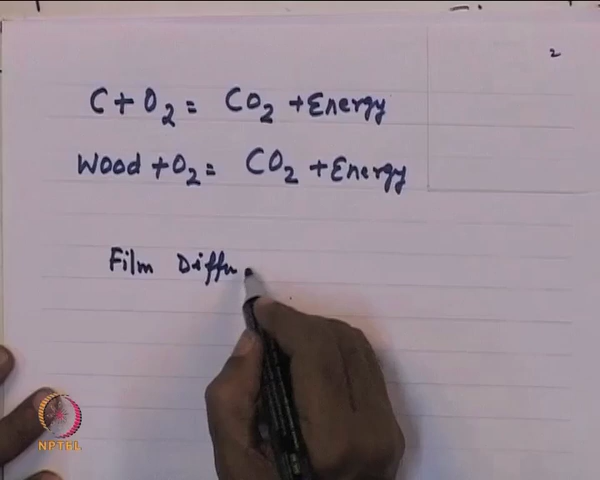 2
C + O2 = CO2 + Energy
Wood + O2 = CO2 + Energy
Film Diffu
NPTEL